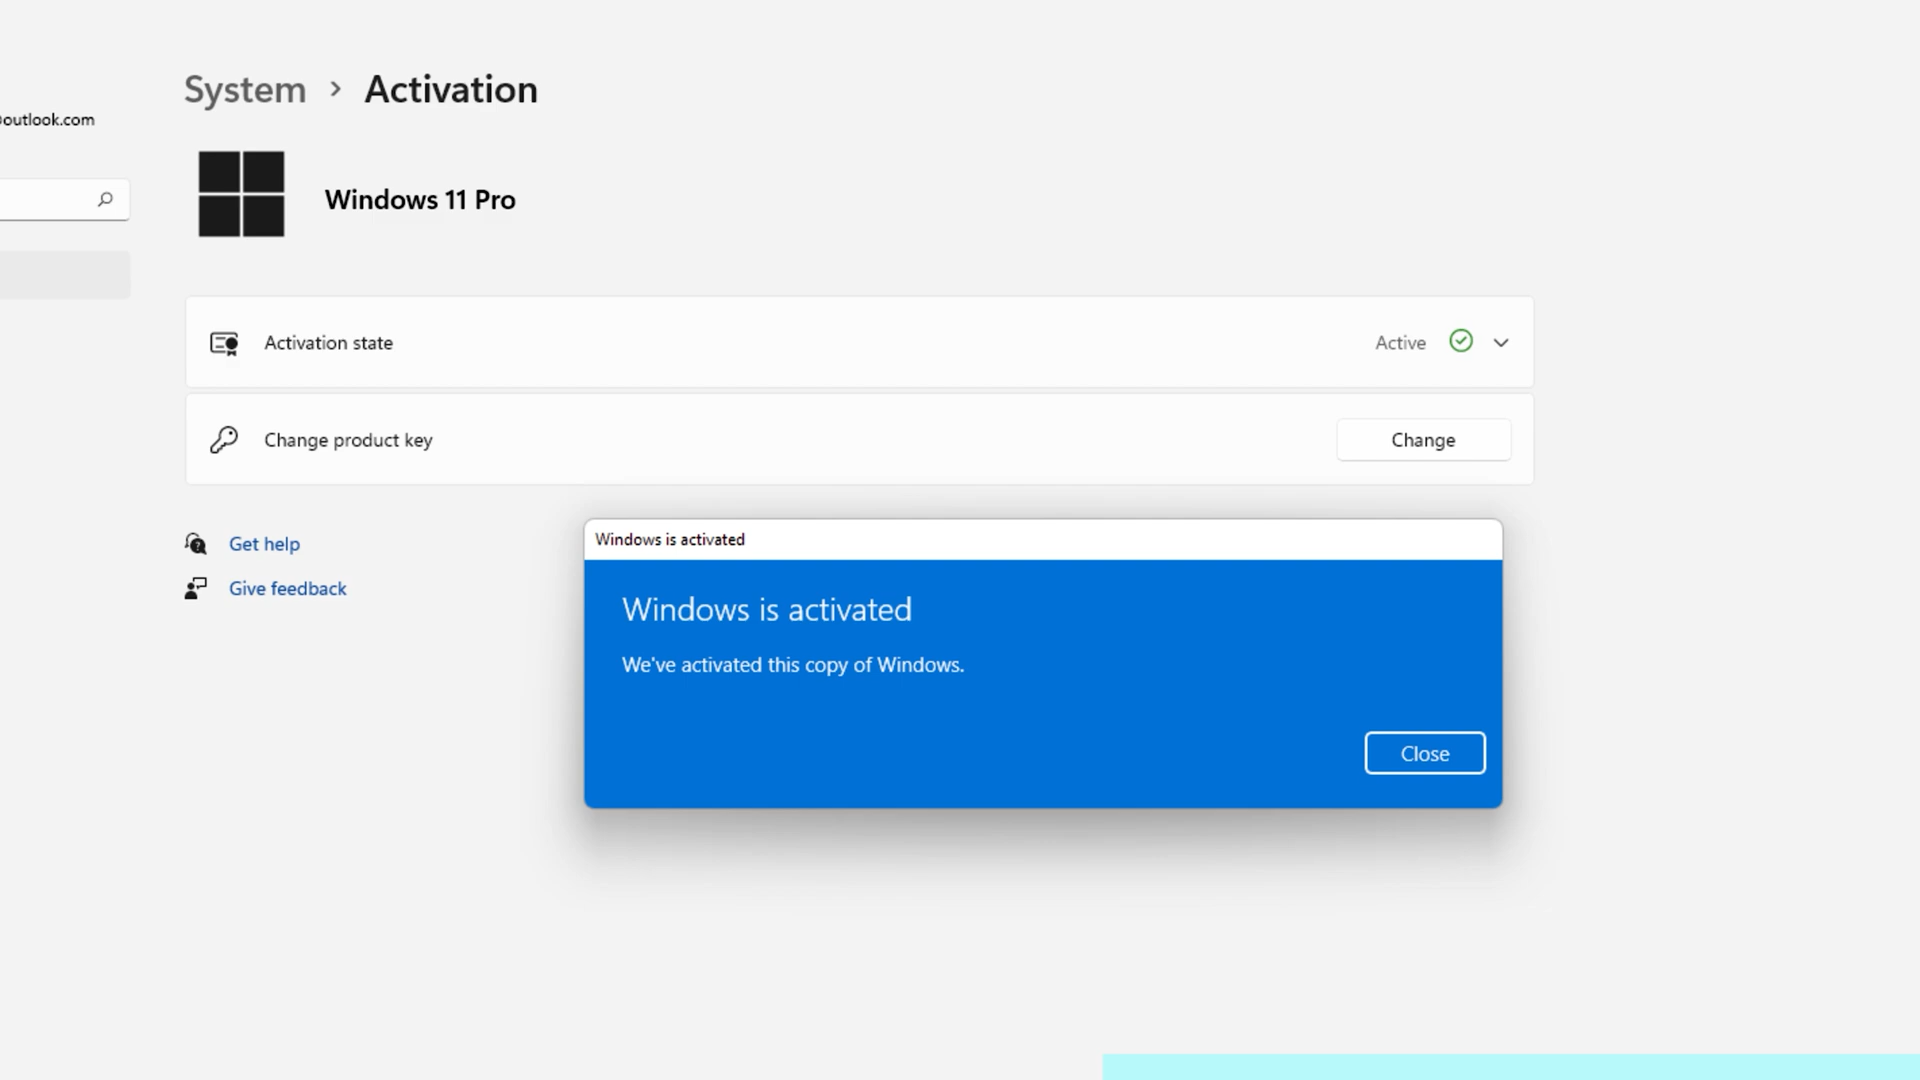 System > Activation
outlook.com
Windows 11 Pro
Activation state
Active
Change product key
Change
Get help
Give feedback
Windows is activated
Windows is activated
We've activated this copy of Windows.
Close